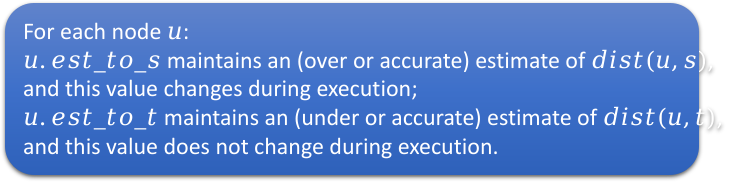 For each node u:
u.est_to_s maintains an (over or accurate) estimate of dist(u,s),
and this value changes during execution;
u.est_to_t maintains an (under or accurate) estimate of dist(u,t),
and this value does not change during execution.